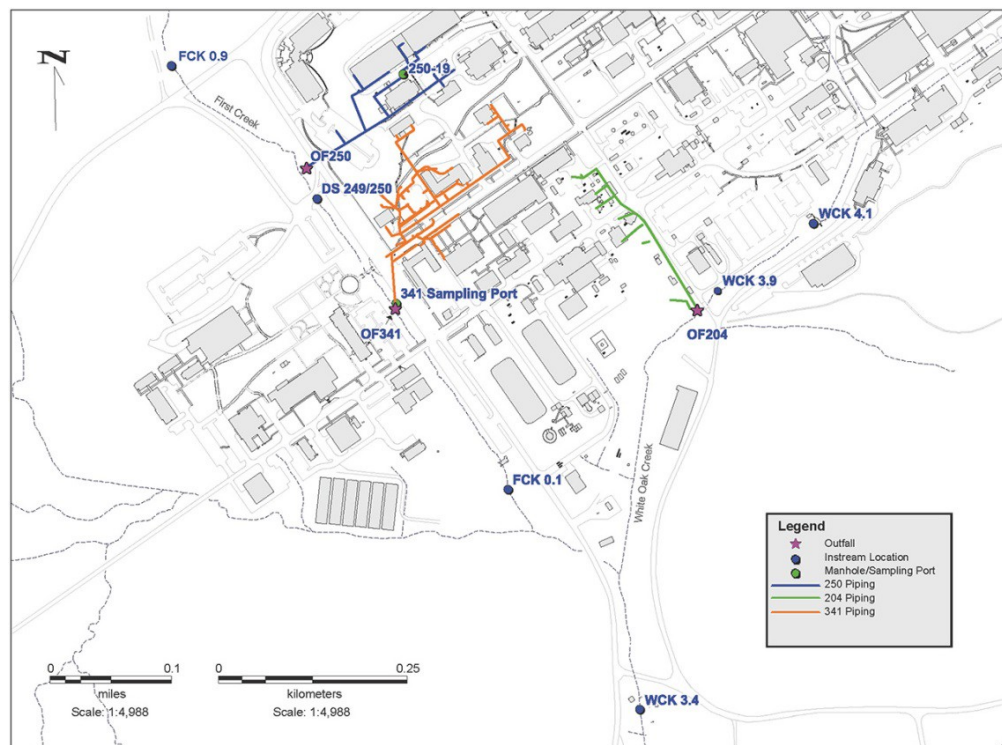 N
FCK 0.9
First Creek
250-19
OF250
DS 249/250
WCK 4.1
WCK 3.9
341 Sampling Port
OF341
OF204
White Oak Creek
FCK 0.1
Legend
Outfall
Instream Location
Manhole/Sampling Port
250 Piping
204 Piping
341 Piping
0 0.1
miles
Scale: 1:4,988
0 0.25
kilometers
Scale: 1:4,988
WCK 3.4